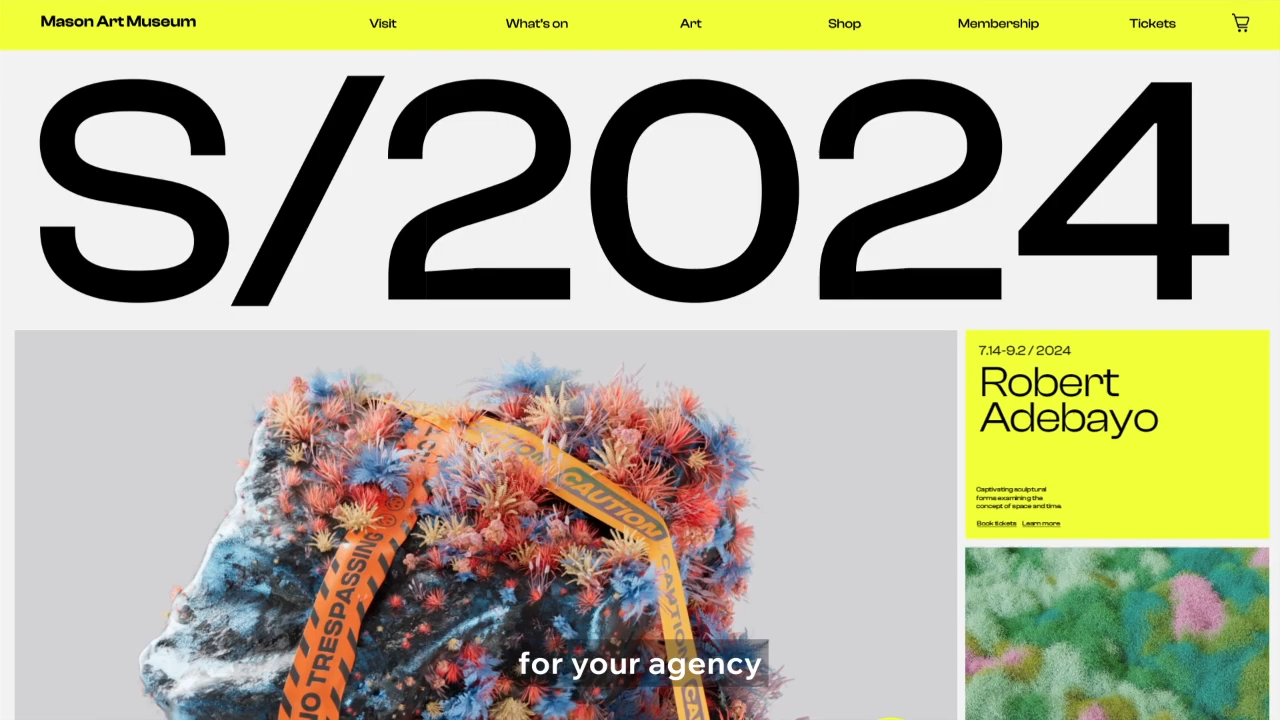 Mason Art Museum
Visit
What's on
Art
Shop
Membership
Tickets
S/2024
7.14-9.2 / 2024
Robert
Adebayo
Captivating sculptural
forms examining the
concept of space and time.
Book tickets Learn more
CAUTION
CAUTION
CA
NO TRESPASSING
for your agency